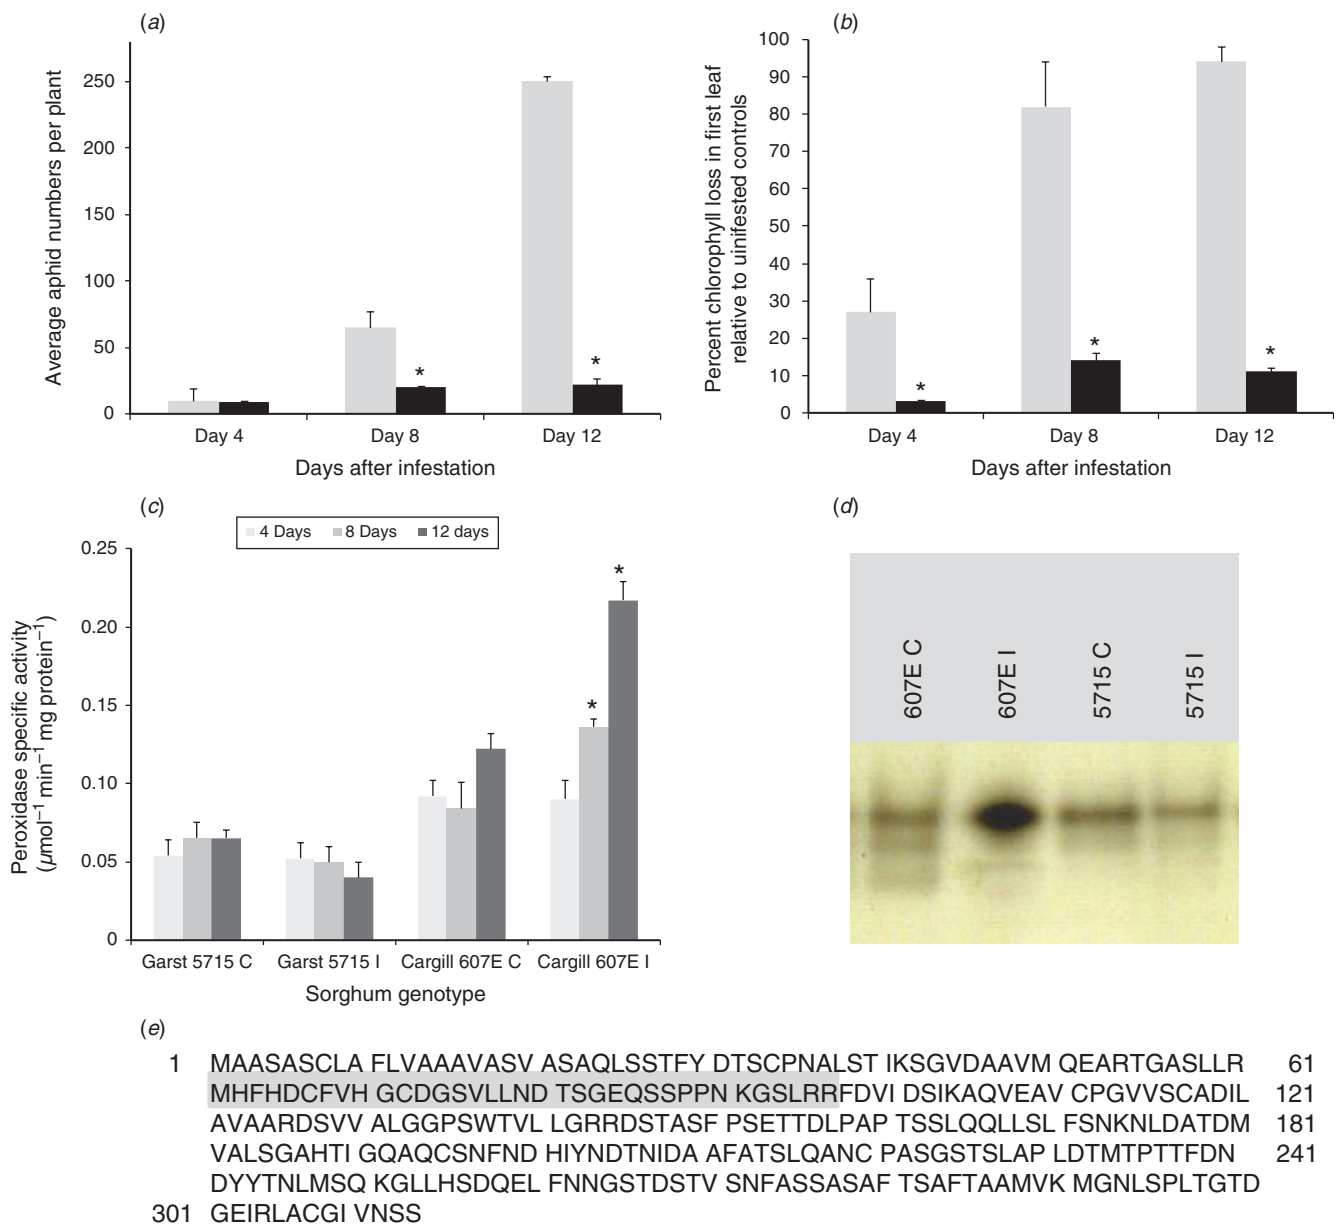 (a)
Average aphid numbers per plant
250
200
150
100
50
0
Day 4
Day 8
Day 12
*
*
Days after infestation
(b)
Percent chlorophyll loss in first leaf
relative to uninifested controls
100
90
80
70
60
50
40
30
20
10
0
*
*
*
Day 4
Day 8
Day 12
Days after infestation
(c)
4 Days 8 Days 12 days
Peroxidase specific activity
(μmol⁻¹ min⁻¹ mg protein⁻¹)
0.25
0.20
0.15
0.10
0.05
0
*
*
Garst 5715 C
Garst 5715 I
Cargill 607E C
Cargill 607E I
Sorghum genotype
(d)
607E C
607E I
5715 C
5715 I
(e)
1 MAASASCLA FLVAAAVASV ASAQLSSTFY DTSCPNALST IKSGVDAAVM QEARTGASLLR 61
MHFHDCFVH GCDGSVLLND TSGEQSSPPN KGSLRRFDVI DSIKAQVEAV CPGVVSCADIL 121
AVAARDSVV ALGGPSWTVL LGRRDSTASF PSETTDLPAP TSSLQQLLSL FSNKNLDATDM 181
VALSGAHTI GQAQCSNFND HIYNDTNIDA AFATSLQANC PASGSTSLAP LDTMTPTTFDN 241
DYYTNLMSQ KGLLHSDQEL FNNGSTDSTV SNFASSASAF TSAFTAAMVK MGNLSPLTGTD
301 GEIRLACGI VNSS